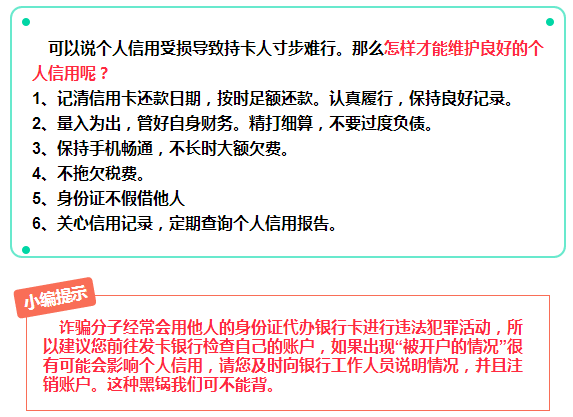 可以说个人信用受损导致持卡人寸步难行。那么怎样才能维护良好的个
人信用呢？
1、记清信用卡还款日期，按时足额还款。认真履行，保持良好记录。
2、量入为出，管好自身财务。精打细算，不要过度负债。
3、保持手机畅通，不长时大额欠费。
4、不拖欠税费。
5、身份证不假借他人
6、关心信用记录，定期查询个人信用报告。
小编提示
诈骗分子经常会用他人的身份证代办银行卡进行违法犯罪活动，所
以建议您前往发卡银行检查自己的账户，如果出现“被开户的情况”很
有可能会影响个人信用，请您及时向银行工作人员说明情况，并且注
销账户。这种黑锅我们可不能背。